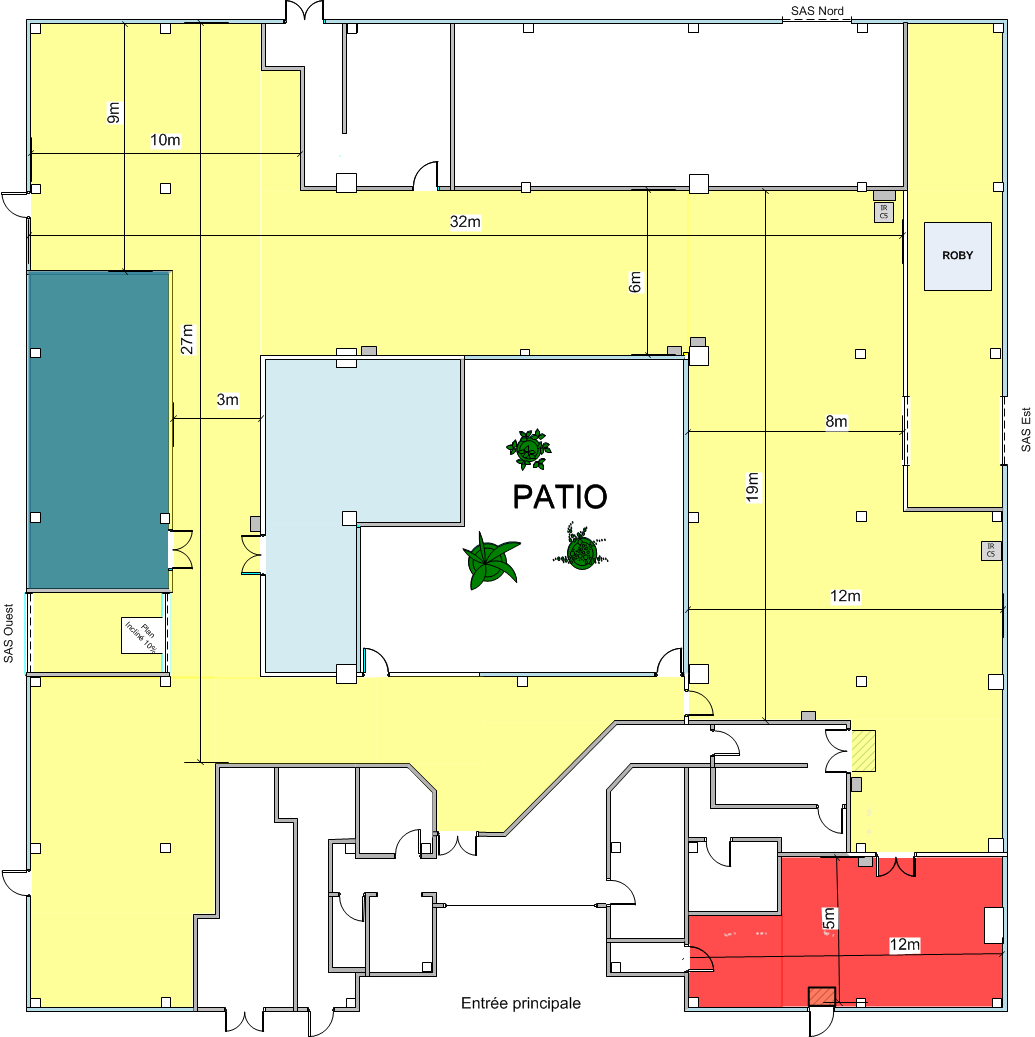 SAS Nord
9m
10m
32m
IR
CS
6m
ROBY
27m
3m
8m
SAS Est
19m
PATIO
IR
CS
12m
SAS Ouest
Plan
Incliné 10%
5m
12m
Entrée principale